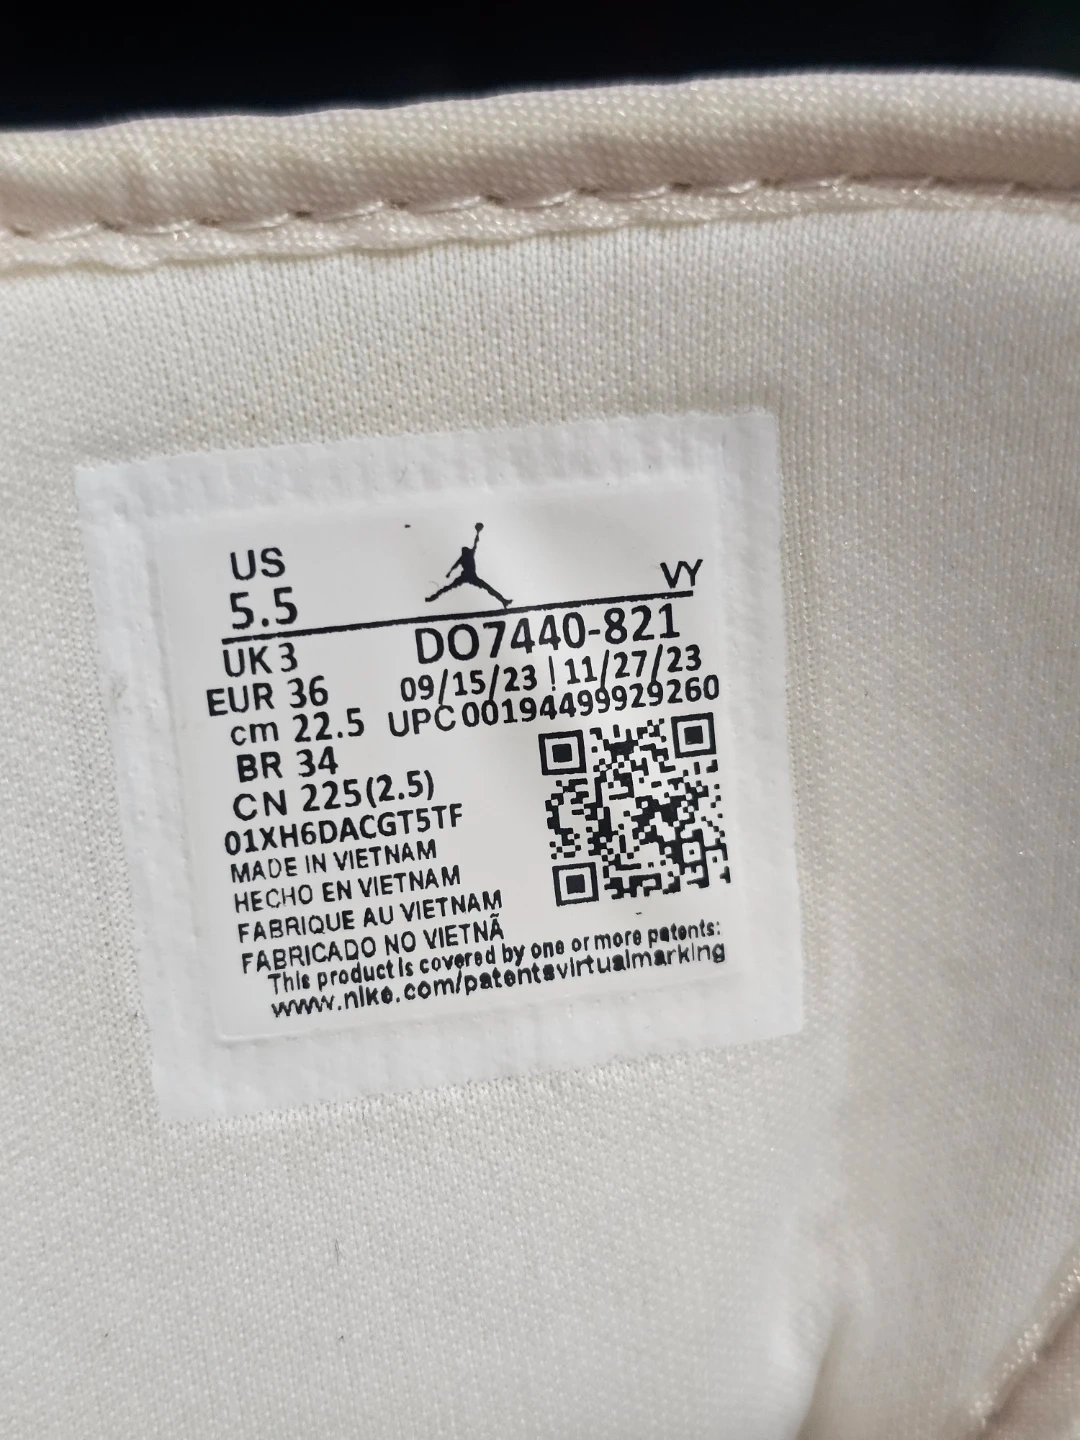 US
5.5
VY
UK 3
DO7440-821
EUR 36
09/15/23 | 11/27/23
cm 22.5
UPC 00194499929260
BR 34
CN 225(2.5)
01XH6DACGT5TF
MADE IN VIETNAM
HECHO EN VIETNAM
FABRIQUE AU VIETNAM
FABRICADO NO VIETNÃ
This product is covered by one or more patents:
www.nike.com/patentsvirtualmarking